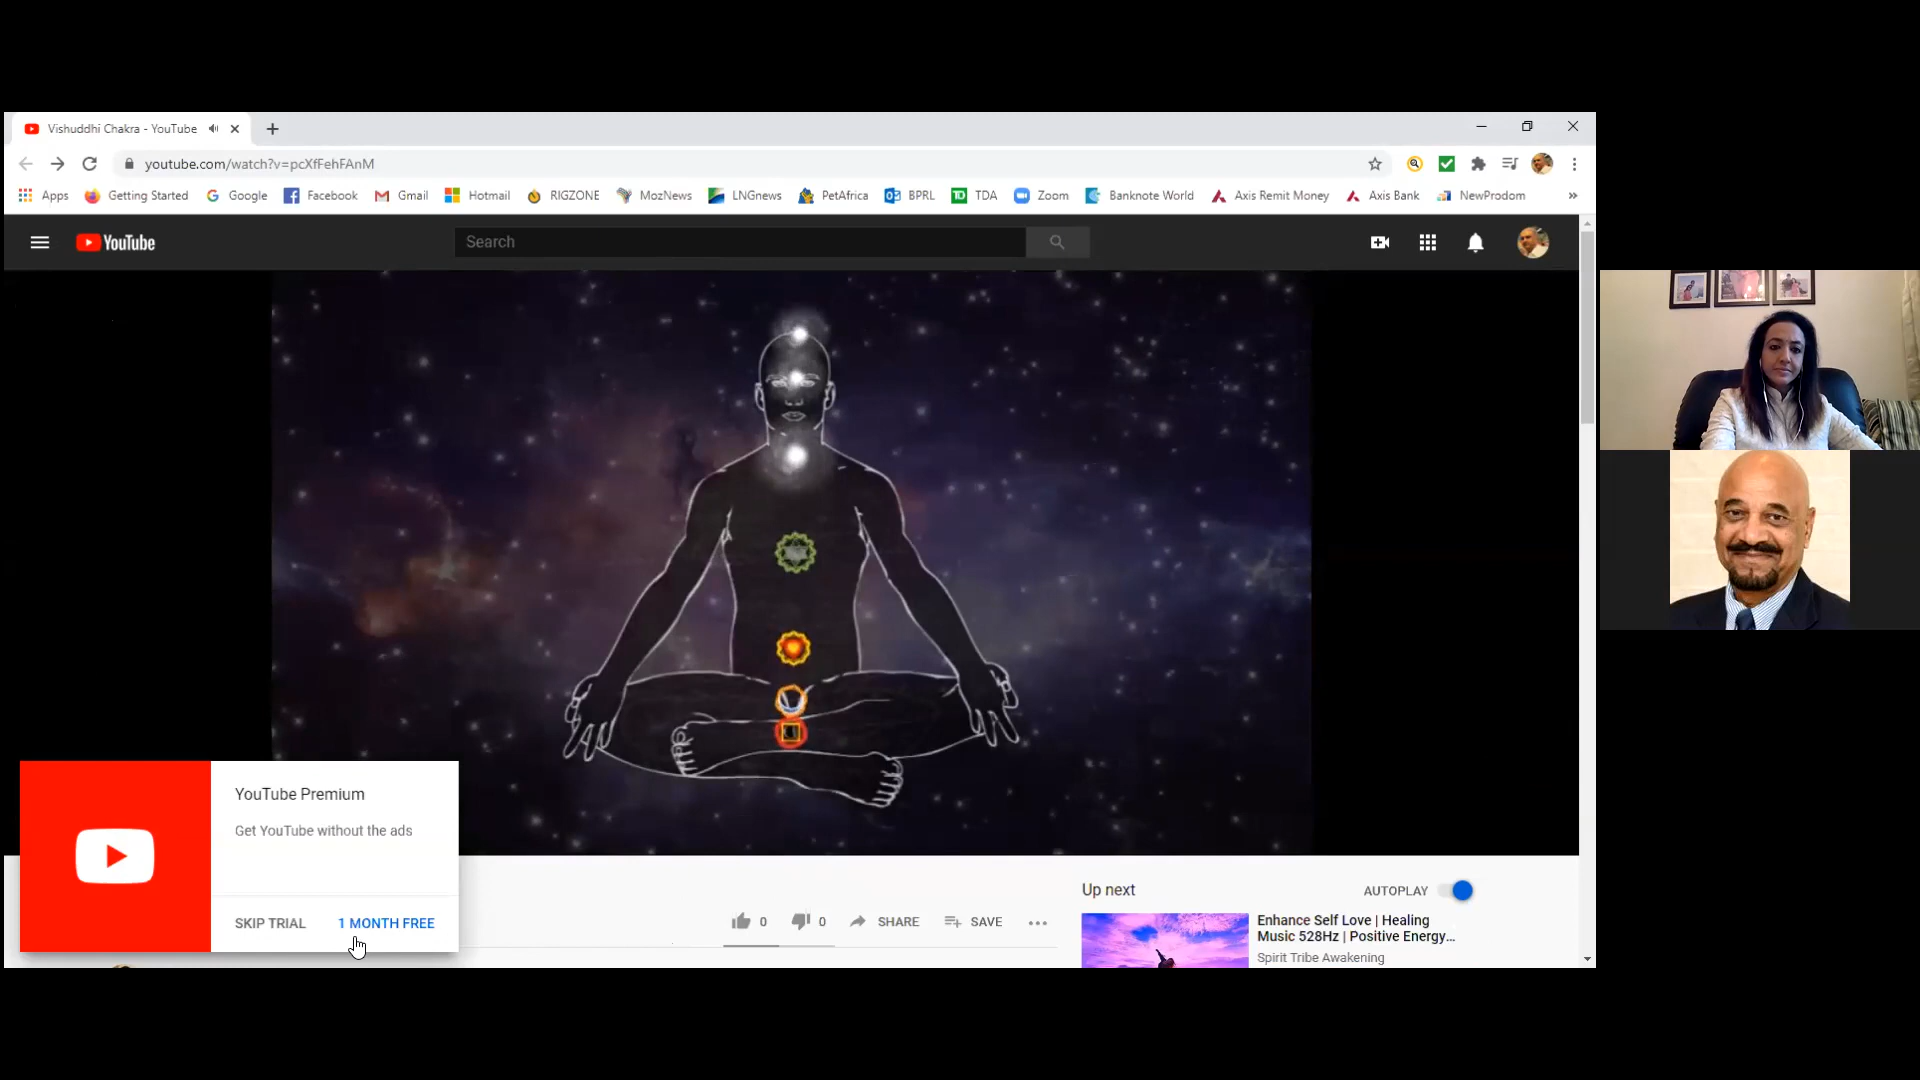 Vishuddhi Chakra - YouTube
youtube.com/watch?v=pcXfFehFAnM
Apps Getting Started Google Facebook Gmail Hotmail RIGZONE MozNews LNGnews PetAfrica BPRL TDA Zoom Banknote World Axis Remit Money Axis Bank NewProdom »
YouTube Search
YouTube Premium
Get YouTube without the ads
SKIP TRIAL 1 MONTH FREE
0 0 SHARE SAVE
Up next AUTOPLAY
Enhance Self Love | Healing
Music 528Hz | Positive Energy...
Spirit Tribe Awakening